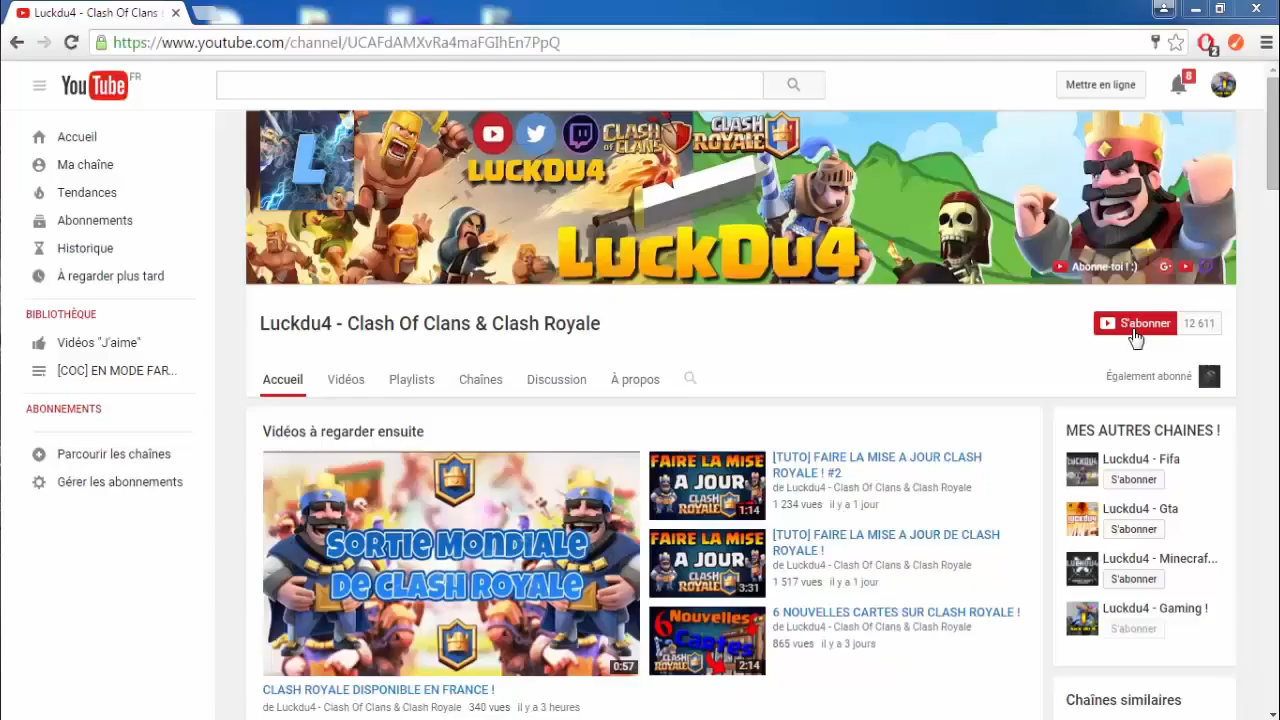 Luckdu4 - Clash Of Clans
https://www.youtube.com/channel/UCAFdAMXvRa4maFGIhEn7PpQ
2
YouTube FR
Mettre en ligne
8
Accueil
Ma chaîne
Tendances
Abonnements
Historique
À regarder plus tard
BIBLIOTHÈQUE
Vidéos "J'aime"
[COC] EN MODE FAR...
ABONNEMENTS
Parcourir les chaînes
Gérer les abonnements
L
CLASH OF CLANS
CLASH ROYALE
LUCKDU4
LuckDu4
Abonne-toi ! :)
Luckdu4 - Clash Of Clans & Clash Royale
S'abonner 12 611
Accueil Vidéos Playlists Chaînes Discussion À propos
Également abonné
Vidéos à regarder ensuite
SORTIE MONDIALE
DE CLASH ROYALE
0:57
CLASH ROYALE DISPONIBLE EN FRANCE !
de Luckdu4 - Clash Of Clans & Clash Royale 340 vues il y a 3 heures
FAIRE LA MISE
A JOUR
CLASH ROYALE
1:14
[TUTO] FAIRE LA MISE A JOUR CLASH
ROYALE ! #2
de Luckdu4 - Clash Of Clans & Clash Royale
1 234 vues il y a 1 jour
FAIRE LA MISE
A JOUR
CLASH ROYALE
3:31
[TUTO] FAIRE LA MISE A JOUR DE CLASH
ROYALE !
de Luckdu4 - Clash Of Clans & Clash Royale
1 517 vues il y a 1 jour
6 Nouvelles
Cartes
CLASH ROYALE
2:14
6 NOUVELLES CARTES SUR CLASH ROYALE !
de Luckdu4 - Clash Of Clans & Clash Royale
865 vues il y a 3 jours
MES AUTRES CHAINES !
Luckdu4 - Fifa
S'abonner
Luckdu4 - Gta
S'abonner
Luckdu4 - Minecraf...
S'abonner
Luckdu4 - Gaming !
S'abonner
Chaînes similaires